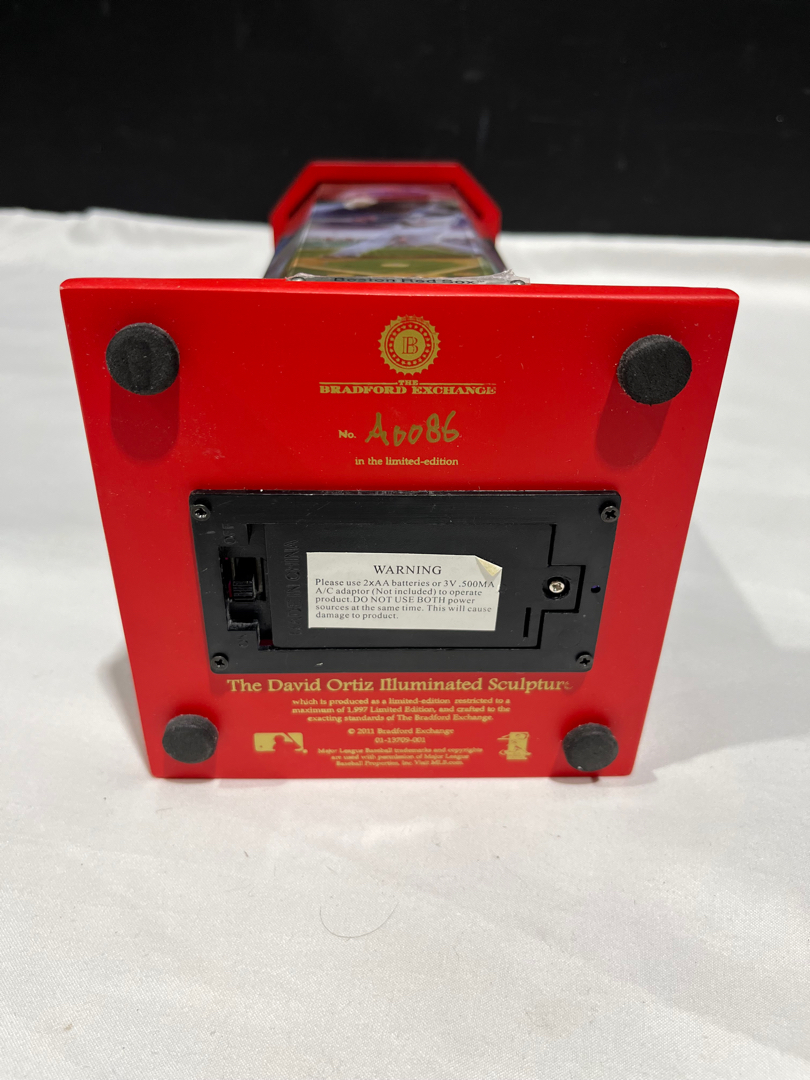 Boston Red Sox
B
THE
BRADFORD EXCHANGE
No. A0086
in the limited-edition
WARNING
Please use 2xAA batteries or 3V ,500MA
A/C adaptor (Not included) to operate
product.DO NOT USE BOTH power
sources at the same time. This will cause
damage to product.
The David Ortiz Illuminated Sculpture
which is produced as a limited-edition restricted to a
maximum of 1,997 Limited Edition, and crafted to the
exacting standards of The Bradford Exchange.
© 2011 Bradford Exchange
01-13709-001
Major League Baseball trademarks and copyrights
are used with permission of Major League
Baseball Properties, Inc. Visit MLB.com